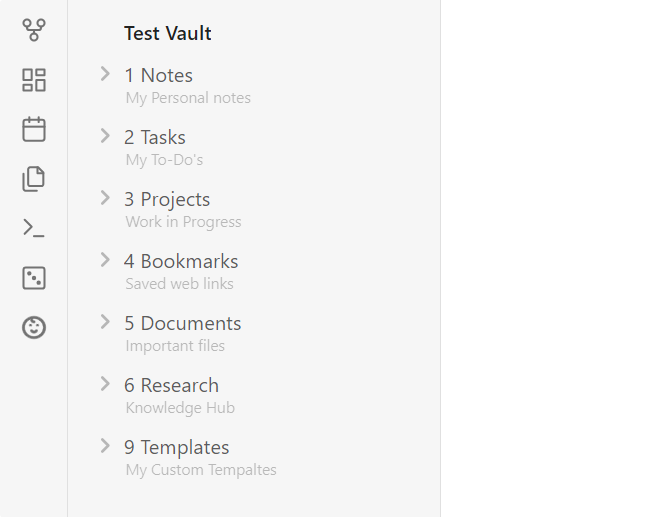 Test Vault
1 Notes
My Personal notes
2 Tasks
My To-Do's
3 Projects
Work in Progress
4 Bookmarks
Saved web links
5 Documents
Important files
6 Research
Knowledge Hub
9 Templates
My Custom Tempaltes